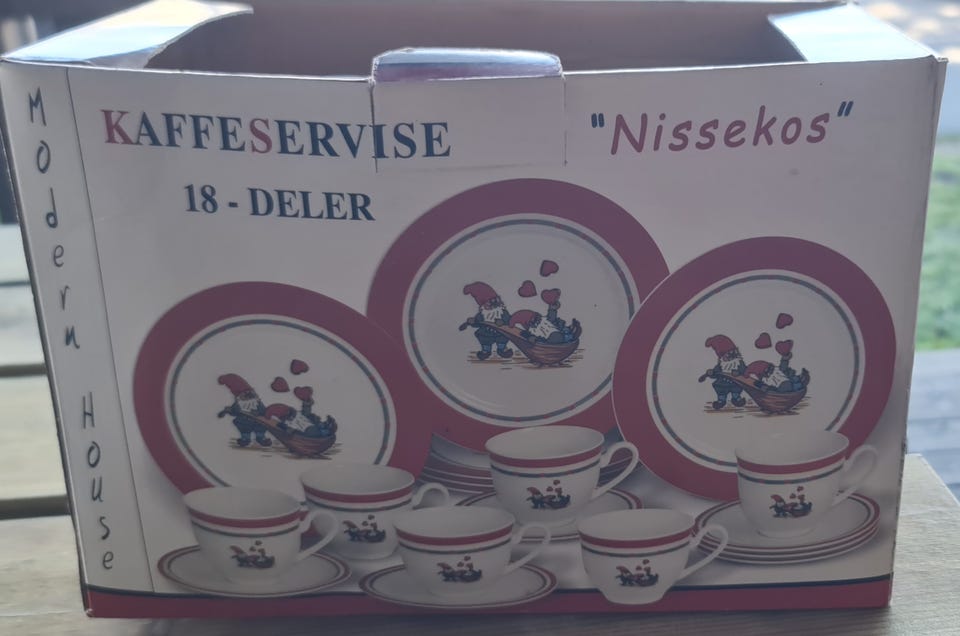 Modern House
KAFFESERVISE
"Nissekos"
18 - DELER